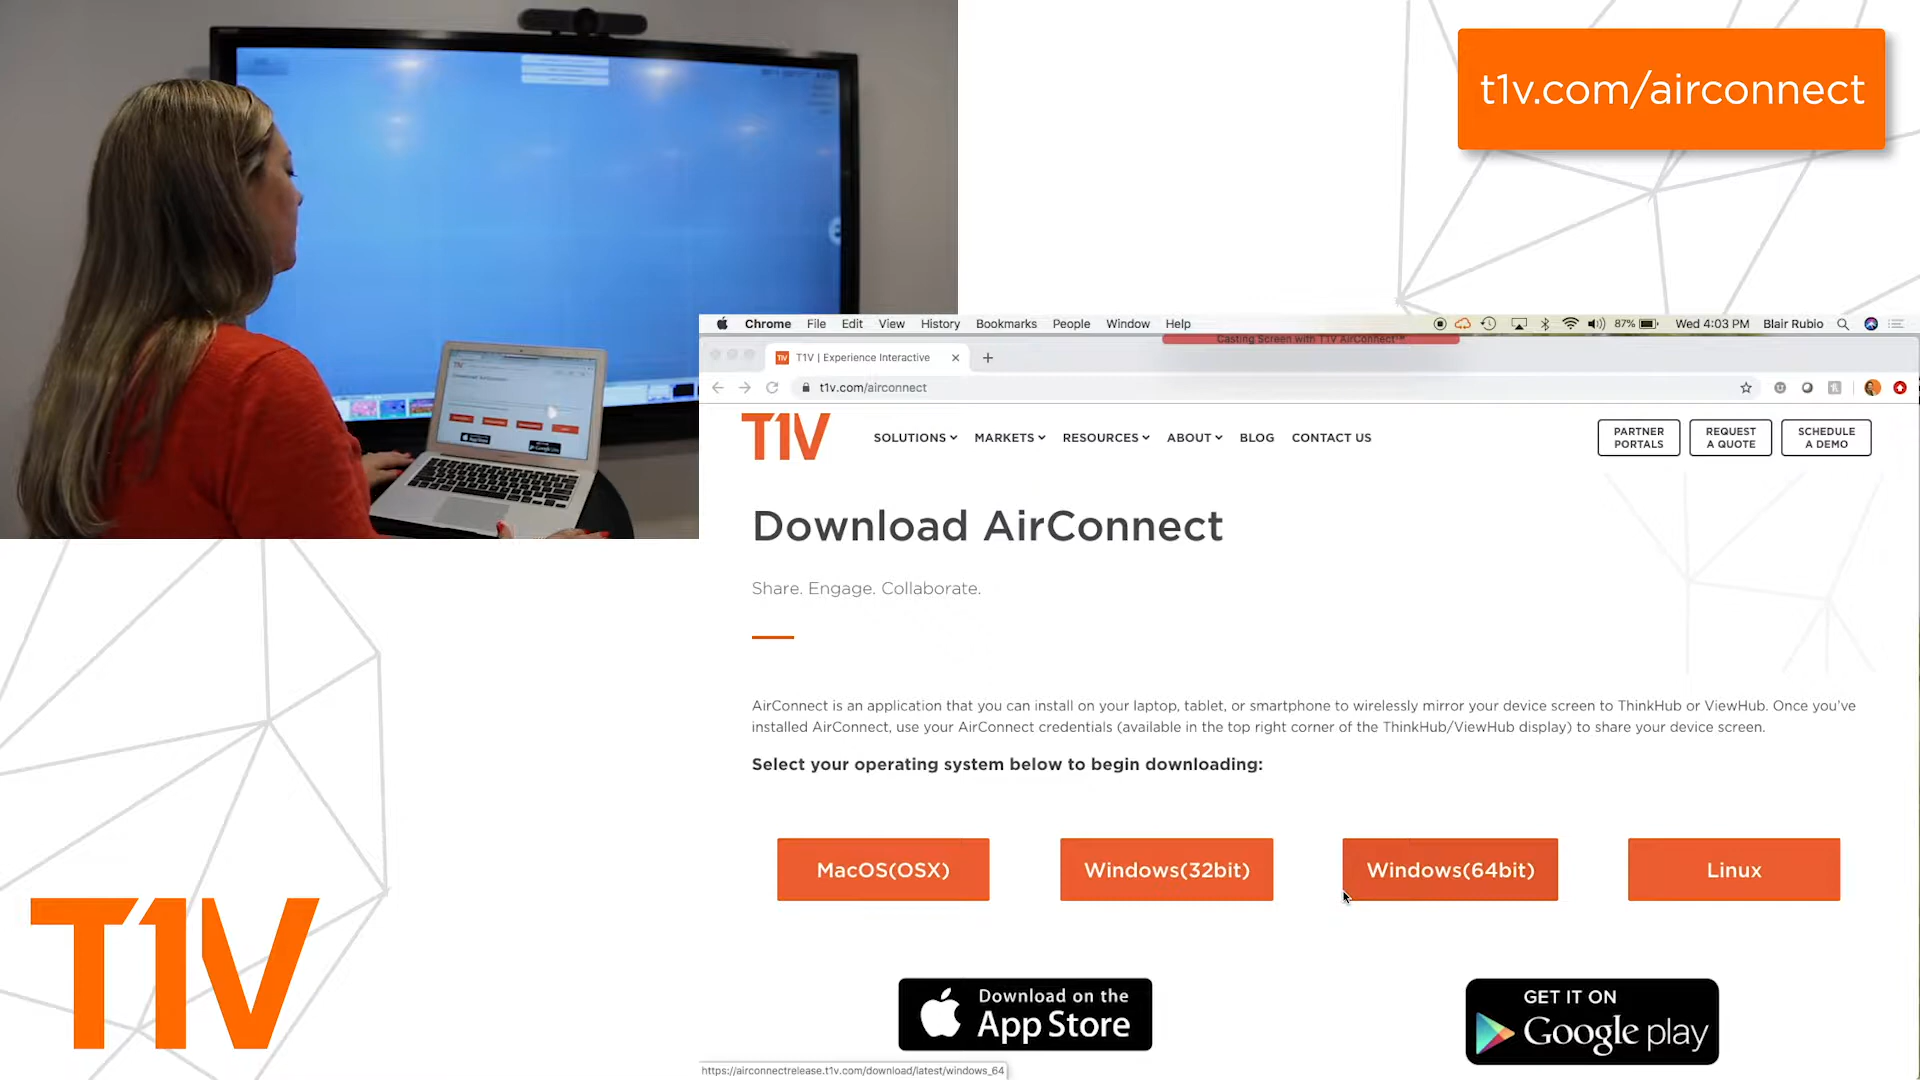 t1v.com/airconnect
Chrome File Edit View History Bookmarks People Window Help 87% Wed 4:03 PM Blair Rubio
Casting Screen with T1V AirConnect™
T1V | Experience Interactive
t1v.com/airconnect
T1V SOLUTIONS MARKETS RESOURCES ABOUT BLOG CONTACT US
PARTNER
PORTALS
REQUEST
A QUOTE
SCHEDULE
A DEMO
Download AirConnect
Share. Engage. Collaborate.
AirConnect is an application that you can install on your laptop, tablet, or smartphone to wirelessly mirror your device screen to ThinkHub or ViewHub. Once you've
installed AirConnect, use your AirConnect credentials (available in the top right corner of the ThinkHub/ViewHub display) to share your device screen.
Select your operating system below to begin downloading:
MacOS(OSX) Windows(32bit) Windows(64bit) Linux
Download on the
App Store
GET IT ON
Google play
https://airconnectrelease.t1v.com/download/latest/windows_64
T1V